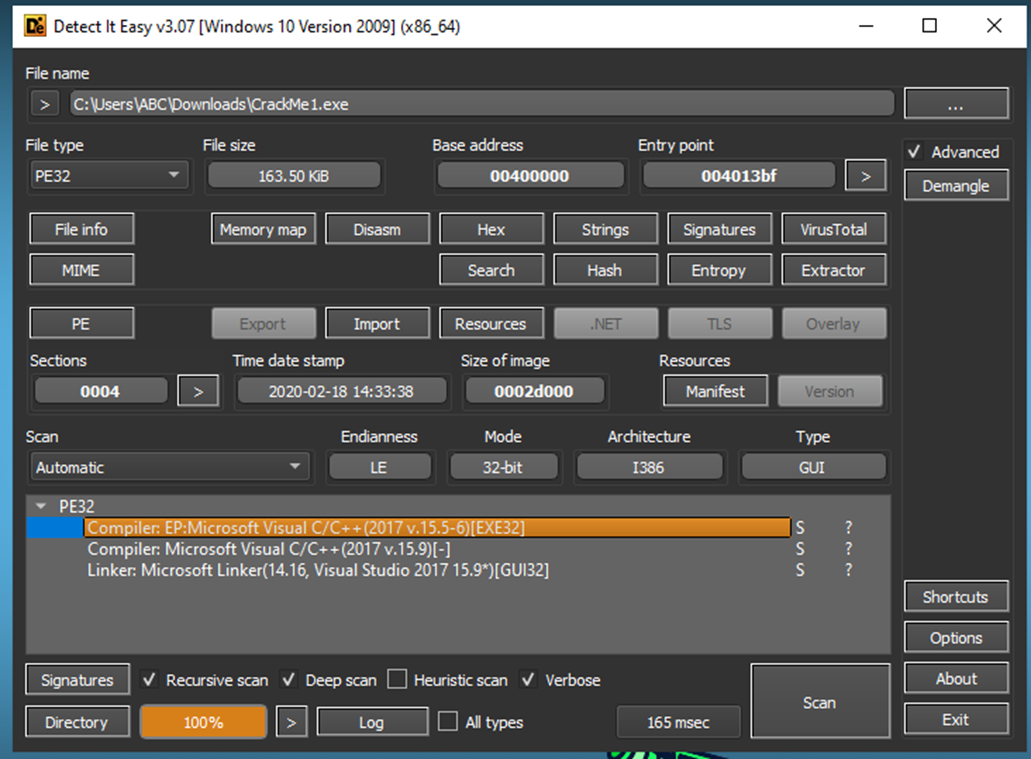 Detect It Easy v3.07 [Windows 10 Version 2009] (x86_64)
File name
> C:\Users\ABC\Downloads\CrackMe1.exe ...
File type File size Base address Entry point
PE32 163.50 KiB 00400000 004013bf >
Advanced
Demangle
File info Memory map Disasm Hex Strings Signatures VirusTotal
MIME Search Hash Entropy Extractor
PE Export Import Resources .NET TLS Overlay
Sections Time date stamp Size of image Resources
0004 > 2020-02-18 14:33:38 0002d000 Manifest Version
Scan Endianness Mode Architecture Type
Automatic LE 32-bit I386 GUI
PE32
Compiler: EP:Microsoft Visual C/C++(2017 v.15.5-6)[EXE32] S ?
Compiler: Microsoft Visual C/C++(2017 v.15.9)[-] S ?
Linker: Microsoft Linker(14.16, Visual Studio 2017 15.9*)[GUI32] S ?
Shortcuts
Options
Signatures Recursive scan Deep scan Heuristic scan Verbose
Directory 100% > Log All types 165 msec Scan
About
Exit